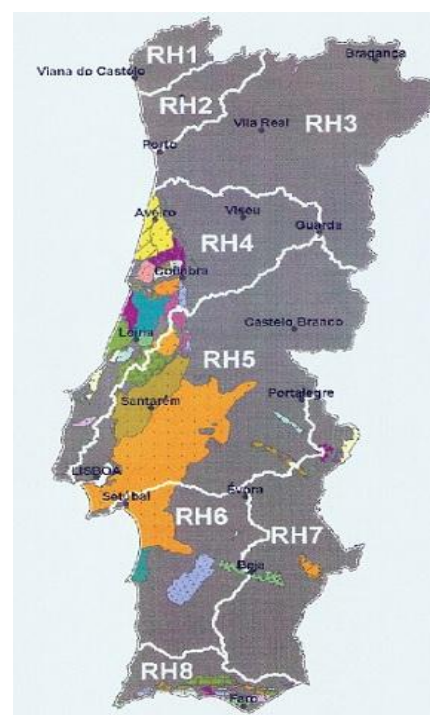 RH1
Bragança
Viana do Castelo
RH2
Vila Real
RH3
Porto
Aveiro
Viseu
Guarda
RH4
Coimbra
Castelo Branco
Leiria
RH5
Portalegre
Santarém
LISBOA
Évora
Setúbal
RH6
RH7
Beja
RH8
Faro